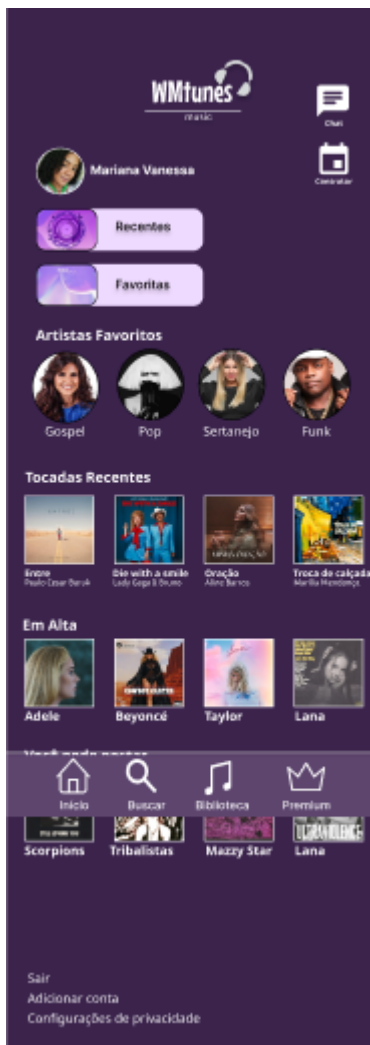 WMtunes
music
Chat
Contratar
Mariana Vanessa
Recentes
Favoritas
Artistas Favoritos
Gospel Pop Sertanejo Funk
Tocadas Recentes
Entre Die with a smile Oração Troca de calçada
Paulo Cesar Baruk Lady Gaga & Bruno Aline Barros Marília Mendonça
Em Alta
Adele Beyoncé Taylor Lana
Início Buscar Biblioteca Premium
ULTRAVIOLENCE
Scorpions Tribalistas Mazzy Star Lana
Sair
Adicionar conta
Configurações de privacidade